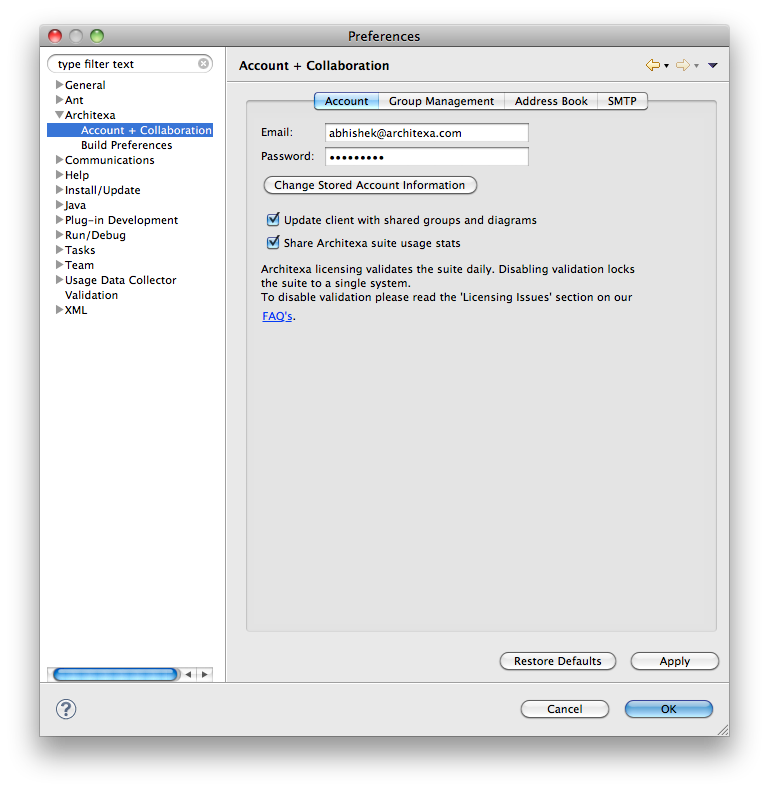 Preferences
type filter text
General
Ant
Architexa
Account + Collaboration
Build Preferences
Communications
Help
Install/Update
Java
Plug-in Development
Run/Debug
Tasks
Team
Usage Data Collector
Validation
XML
Account + Collaboration
Account Group Management Address Book SMTP
Email: abhishek@architexa.com
Password: •••••••••
Change Stored Account Information
Update client with shared groups and diagrams
Share Architexa suite usage stats
Architexa licensing validates the suite daily. Disabling validation locks
the suite to a single system.
To disable validation please read the 'Licensing Issues' section on our
FAQ's.
Restore Defaults Apply
? Cancel OK